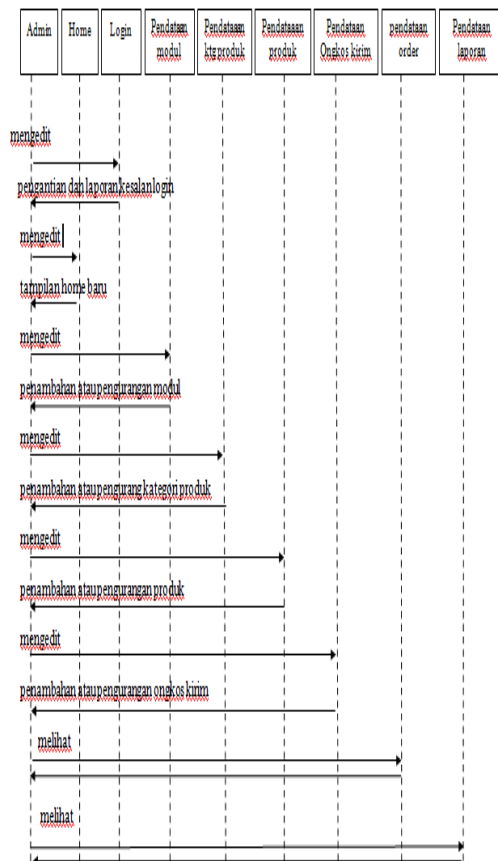 Admin
Home
Login
Pendataan
modul
Pendataan
ktg produk
Pendataaan
produk
Pendataan
Ongkos kirim
pendataan
order
Pendataan
laporan
mengedit
pengantian dan laporan kesalan login
mengedit
tampilan home baru
mengedit
penambahan atau pengurangan modul
mengedit
penambahan atau pengurang kategori produk
mengedit
penambahan atau pengurangan produk
mengedit
penambahan atau pengurangan ongkos kirim
melihat
melihat